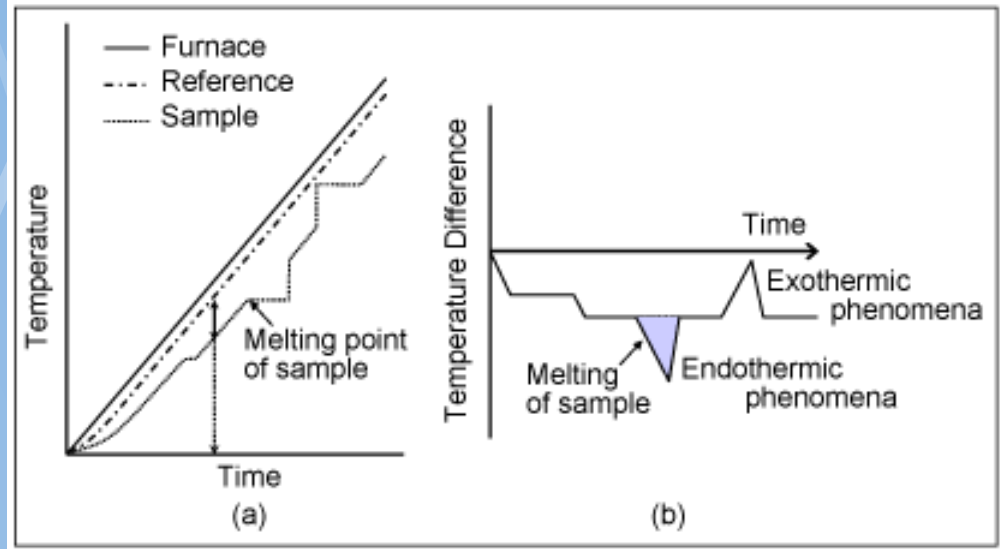 Furnace
Reference
Sample
Temperature
Melting point
of sample
Time
(a)
Temperature Difference
Time
Exothermic
phenomena
Melting
of sample
Endothermic
phenomena
(b)